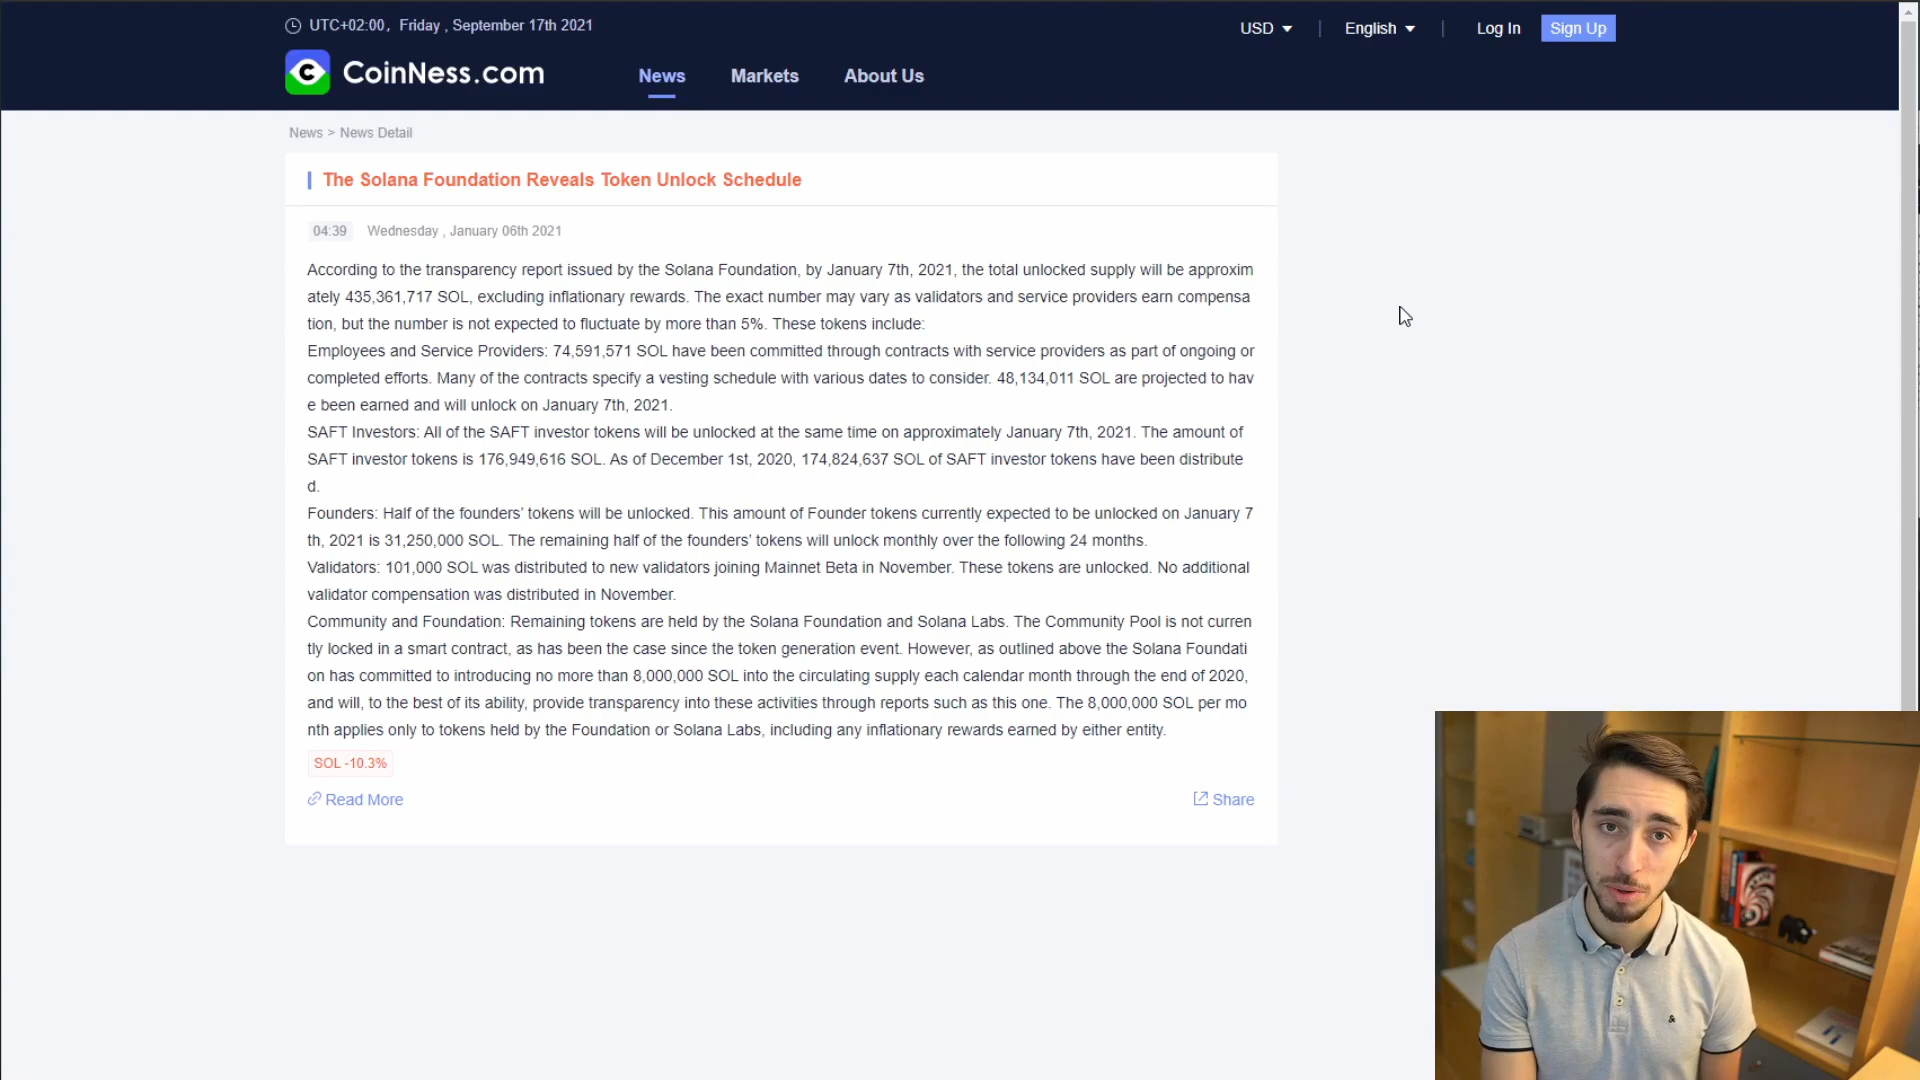 UTC+02:00, Friday , September 17th 2021
USD
English
Log In
Sign Up
C
CoinNess.com
News
Markets
About Us
News > News Detail
The Solana Foundation Reveals Token Unlock Schedule
04:39 Wednesday , January 06th 2021
According to the transparency report issued by the Solana Foundation, by January 7th, 2021, the total unlocked supply will be approxim
ately 435,361,717 SOL, excluding inflationary rewards. The exact number may vary as validators and service providers earn compensa
tion, but the number is not expected to fluctuate by more than 5%. These tokens include:
Employees and Service Providers: 74,591,571 SOL have been committed through contracts with service providers as part of ongoing or
completed efforts. Many of the contracts specify a vesting schedule with various dates to consider. 48,134,011 SOL are projected to hav
e been earned and will unlock on January 7th, 2021.
SAFT Investors: All of the SAFT investor tokens will be unlocked at the same time on approximately January 7th, 2021. The amount of
SAFT investor tokens is 176,949,616 SOL. As of December 1st, 2020, 174,824,637 SOL of SAFT investor tokens have been distribute
d.
Founders: Half of the founders’ tokens will be unlocked. This amount of Founder tokens currently expected to be unlocked on January 7
th, 2021 is 31,250,000 SOL. The remaining half of the founders’ tokens will unlock monthly over the following 24 months.
Validators: 101,000 SOL was distributed to new validators joining Mainnet Beta in November. These tokens are unlocked. No additional
validator compensation was distributed in November.
Community and Foundation: Remaining tokens are held by the Solana Foundation and Solana Labs. The Community Pool is not curren
tly locked in a smart contract, as has been the case since the token generation event. However, as outlined above the Solana Foundati
on has committed to introducing no more than 8,000,000 SOL into the circulating supply each calendar month through the end of 2020,
and will, to the best of its ability, provide transparency into these activities through reports such as this one. The 8,000,000 SOL per mo
nth applies only to tokens held by the Foundation or Solana Labs, including any inflationary rewards earned by either entity.
SOL -10.3%
Read More
Share
&